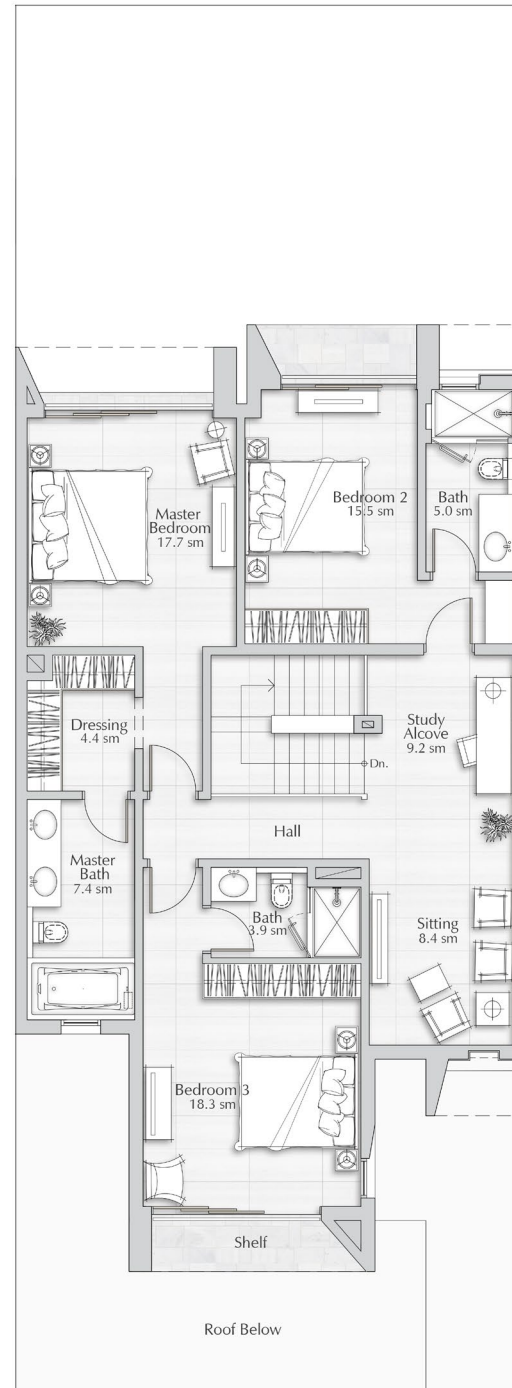 Master
Bedroom
17.7 sm
Bedroom 2
15.5 sm
Bath
5.0 sm
Dressing
4.4 sm
Study
Alcove
9.2 sm
Dn.
Hall
Master
Bath
7.4 sm
Bath
3.9 sm
Sitting
8.4 sm
Bedroom 3
18.3 sm
Shelf
Roof Below